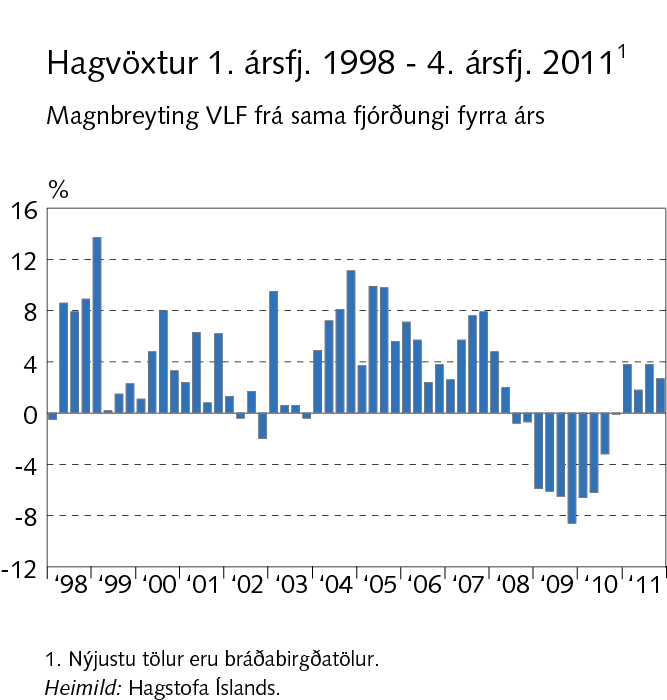 Hagvöxtur 1. ársfj. 1998 - 4. ársfj. 2011¹
Magnbreyting VLF frá sama fjórðungi fyrra árs
%
16
12
8
4
0
-4
-8
-12
‘98 ‘99 ‘00 ‘01 ‘02 ‘03 ‘04 ‘05 ‘06 ‘07 ‘08 ‘09 ‘10 ‘11
1. Nýjustu tölur eru bráðabirgðatölur.
Heimild: Hagstofa Íslands.